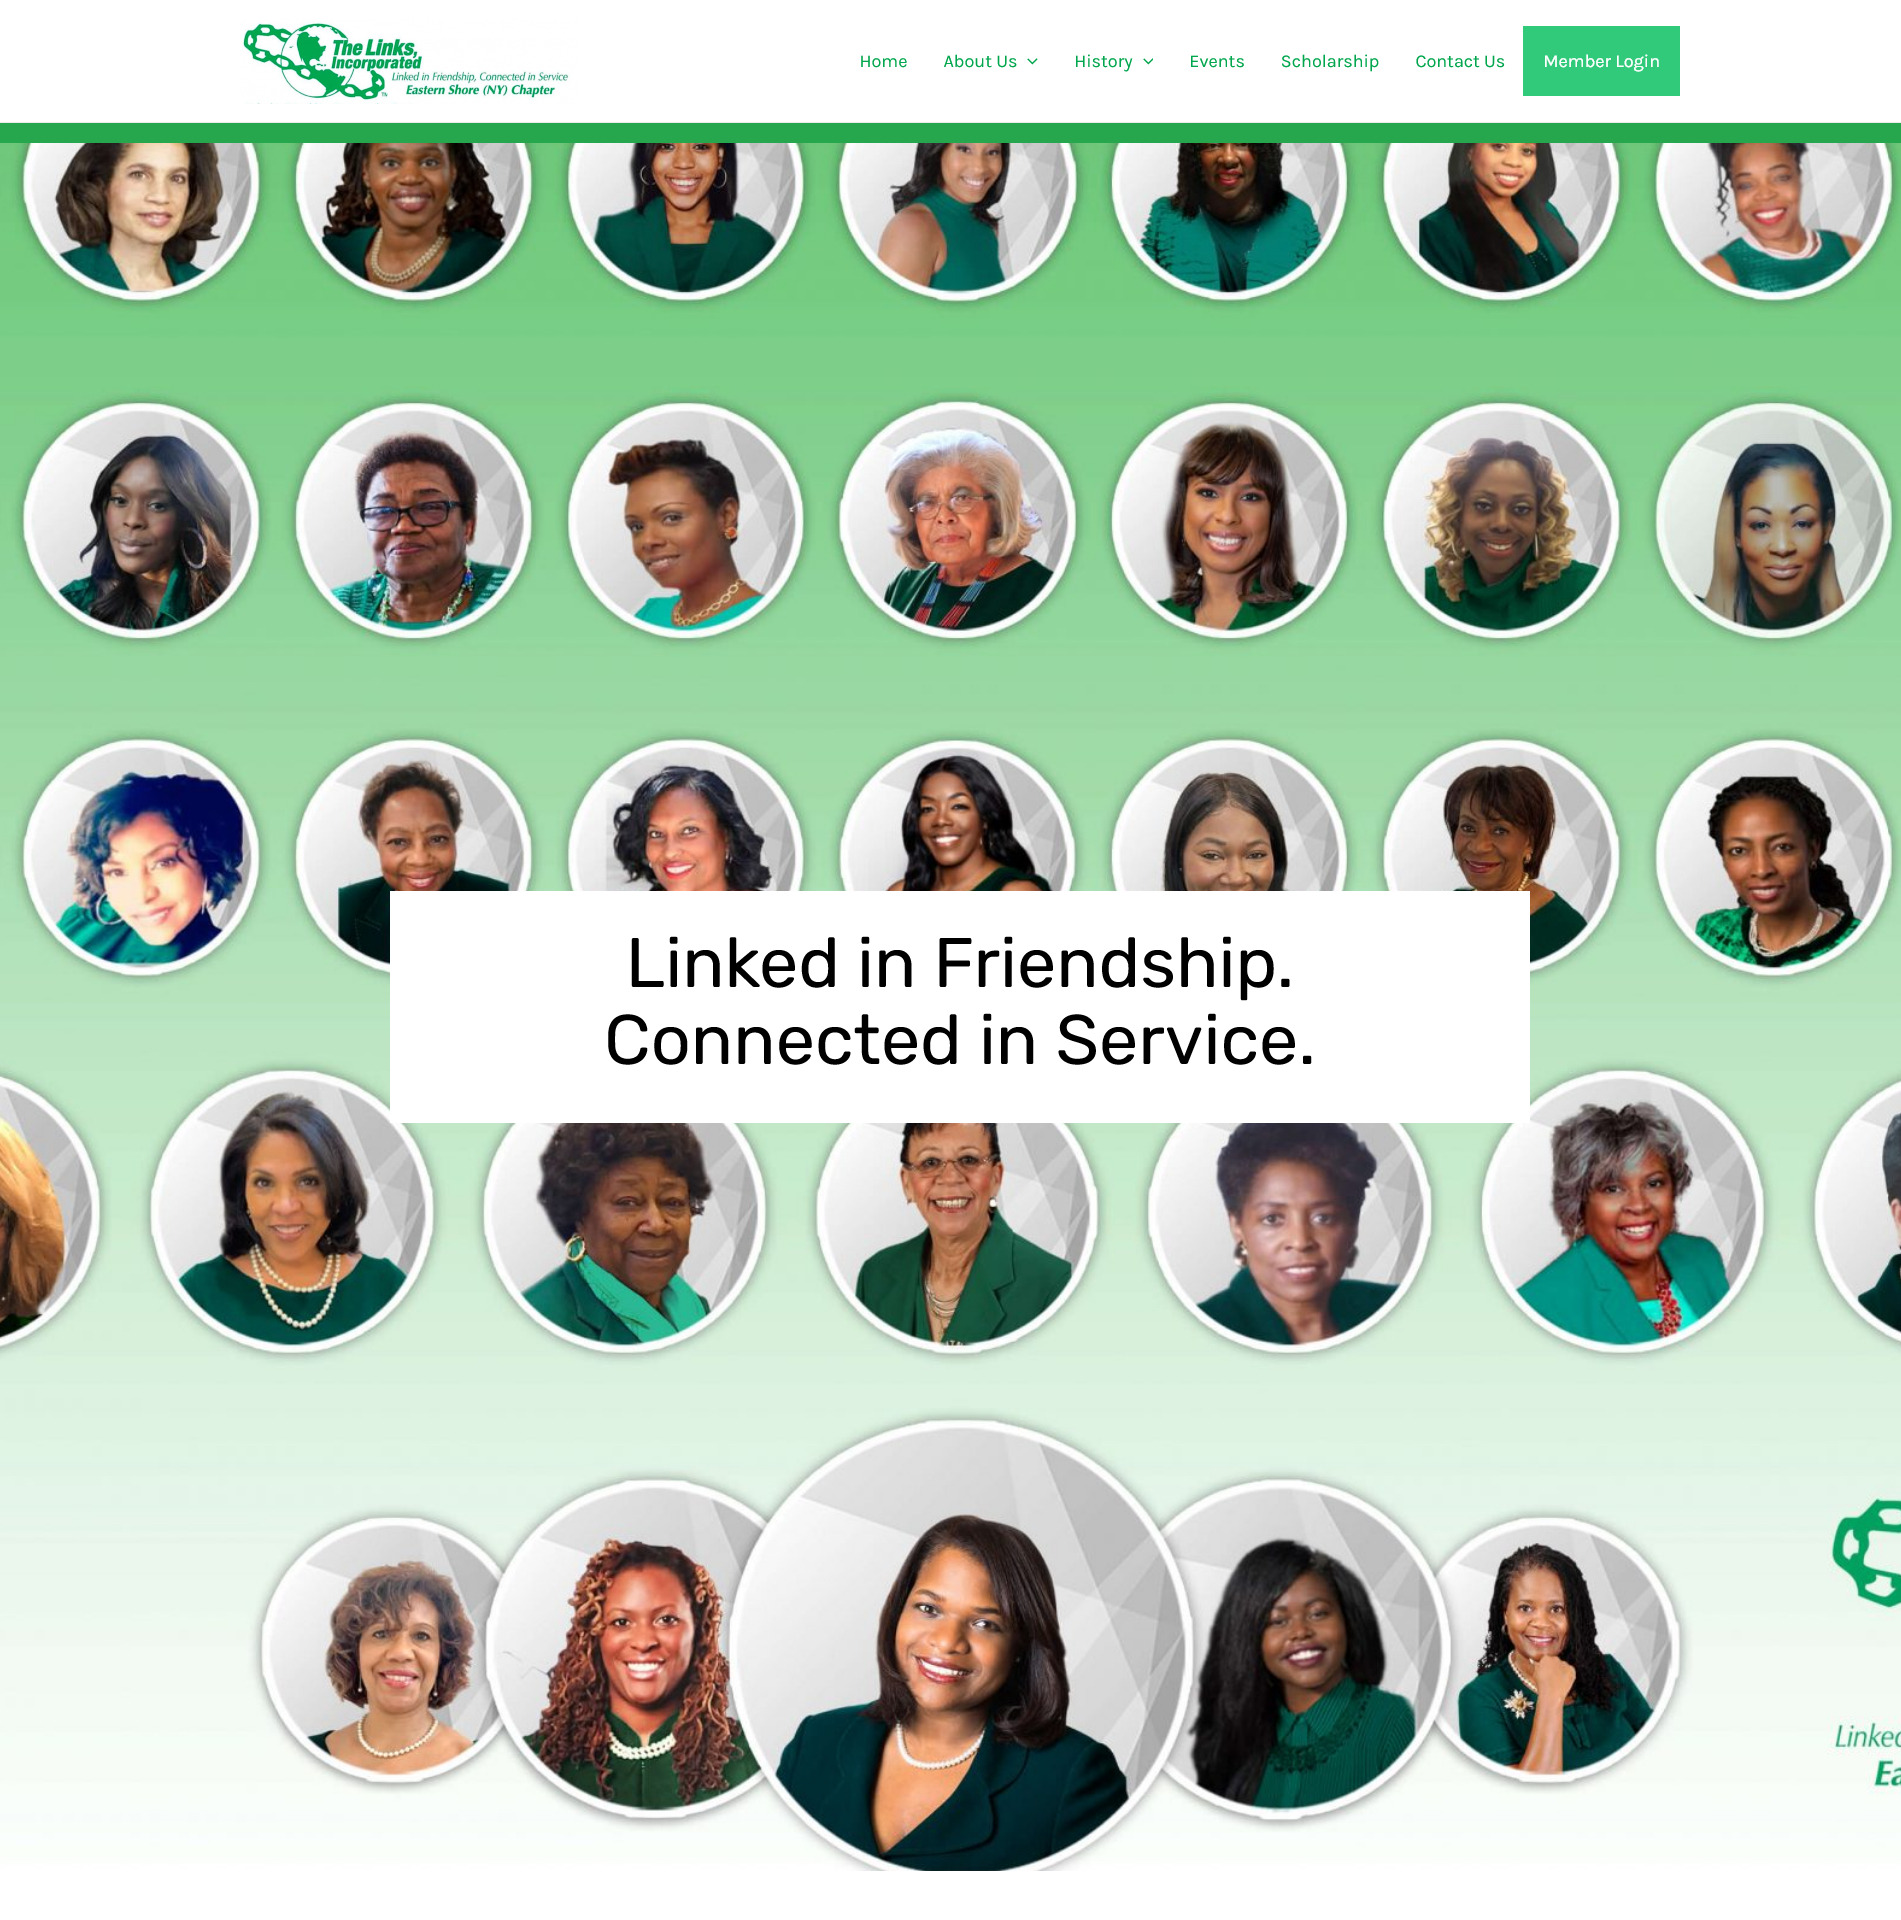 The Links,
Incorporated
Linked in Friendship, Connected in Service
Eastern Shore (NY) Chapter
Home
About Us
History
Events
Scholarship
Contact Us
Member Login
Linked in Friendship.
Connected in Service.